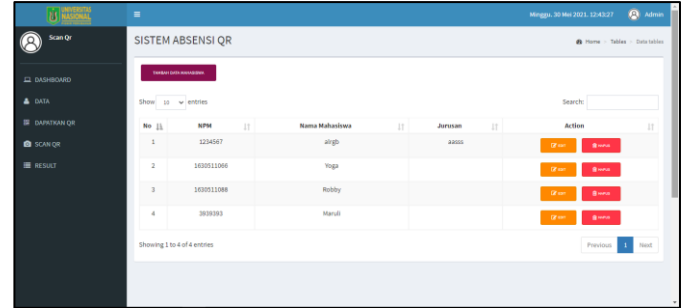 UNIVERSITAS
NASIONAL
Minggu, 30 Mei 2021, 12:43:27
Admin
Scan Qr
SISTEM ABSENSI QR
Home
Tables
Data tables
DASHBOARD
DATA
DAPATKAN QR
SCAN QR
RESULT
TAMBAH DATA MAHASISWA
Show 10 entries
Search:
No NPM Nama Mahasiswa Jurusan Action
1 1234567 airgb aasss EDIT HAPUS
2 1630511066 Yoga EDIT HAPUS
3 1630511088 Robby EDIT HAPUS
4 3939393 Maruli EDIT HAPUS
Showing 1 to 4 of 4 entries
Previous 1 Next